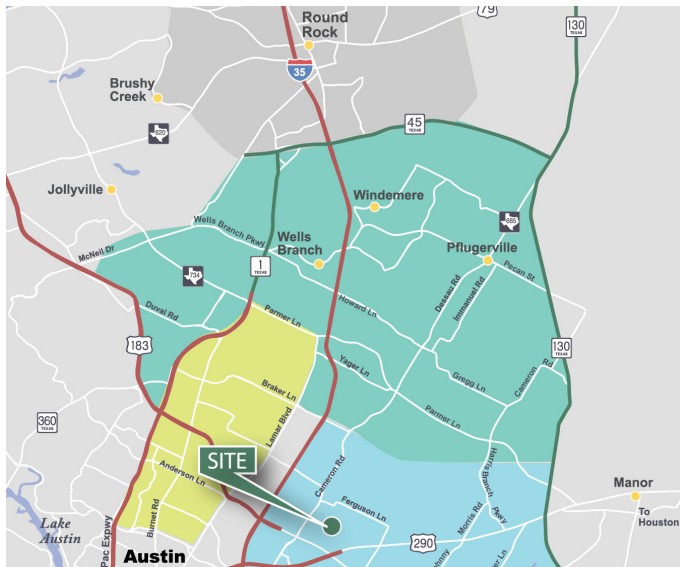 Round
Rock
79
130
TEXAS
35
Brushy
Creek
620
45
TEXAS
Jollyville
Windemere
685
Wells Branch Pkwy
Wells
Branch
Pflugerville
McNeil Dr
734
1
TEXAS
Pecan St
Dessau Rd
Immanuel Rd
Duval Rd
Parmer Ln
Howard Ln
183
130
TEXAS
Yager Ln
Gregg Ln
Cameron Rd
Braker Ln
Lamar Blvd
Parmer Ln
360
TEXAS
SITE
Anderson Ln
Cameron Rd
Harris Branch Pkwy
Manor
Burnet Rd
Ferguson Ln
Morris Rd
To
Houston
Lake
Austin
290
Pac Expwy
Austin